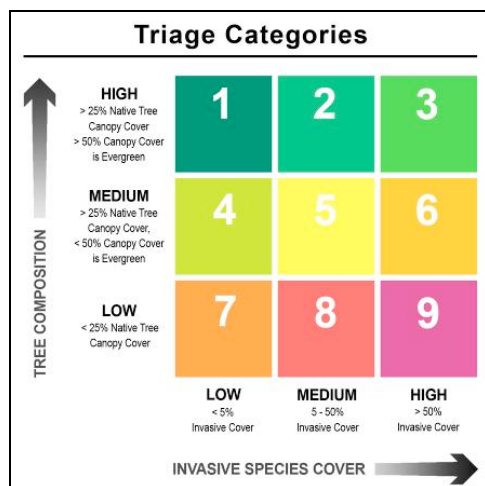 Triage Categories
HIGH
> 25% Native Tree
Canopy Cover
> 50% Canopy Cover
is Evergreen
1
2
3
MEDIUM
> 25% Native Tree
Canopy Cover,
< 50% Canopy Cover
is Evergreen
4
5
6
LOW
< 25% Native Tree
Canopy Cover
7
8
9
TREE COMPOSITION
LOW
< 5%
Invasive Cover
MEDIUM
5 - 50%
Invasive Cover
HIGH
> 50%
Invasive Cover
INVASIVE SPECIES COVER